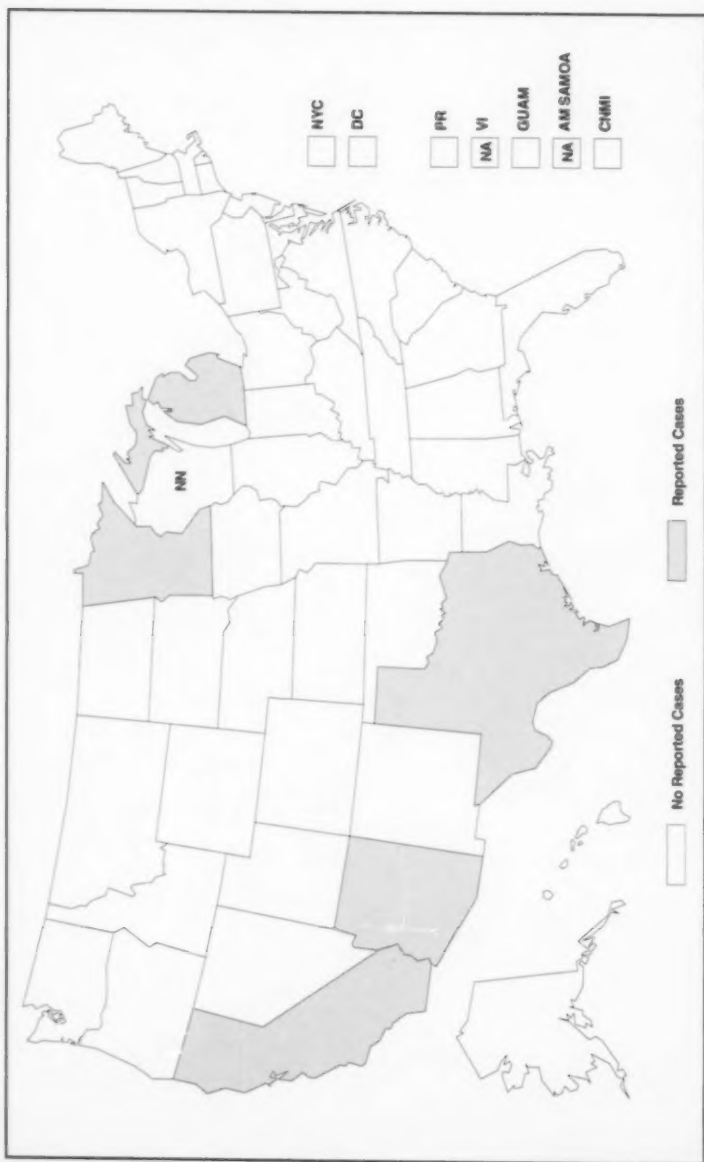 NN
NYC
DC
PR
NA VI
GUAM
NA AM SAMOA
CNMI
No Reported Cases
Reported Cases